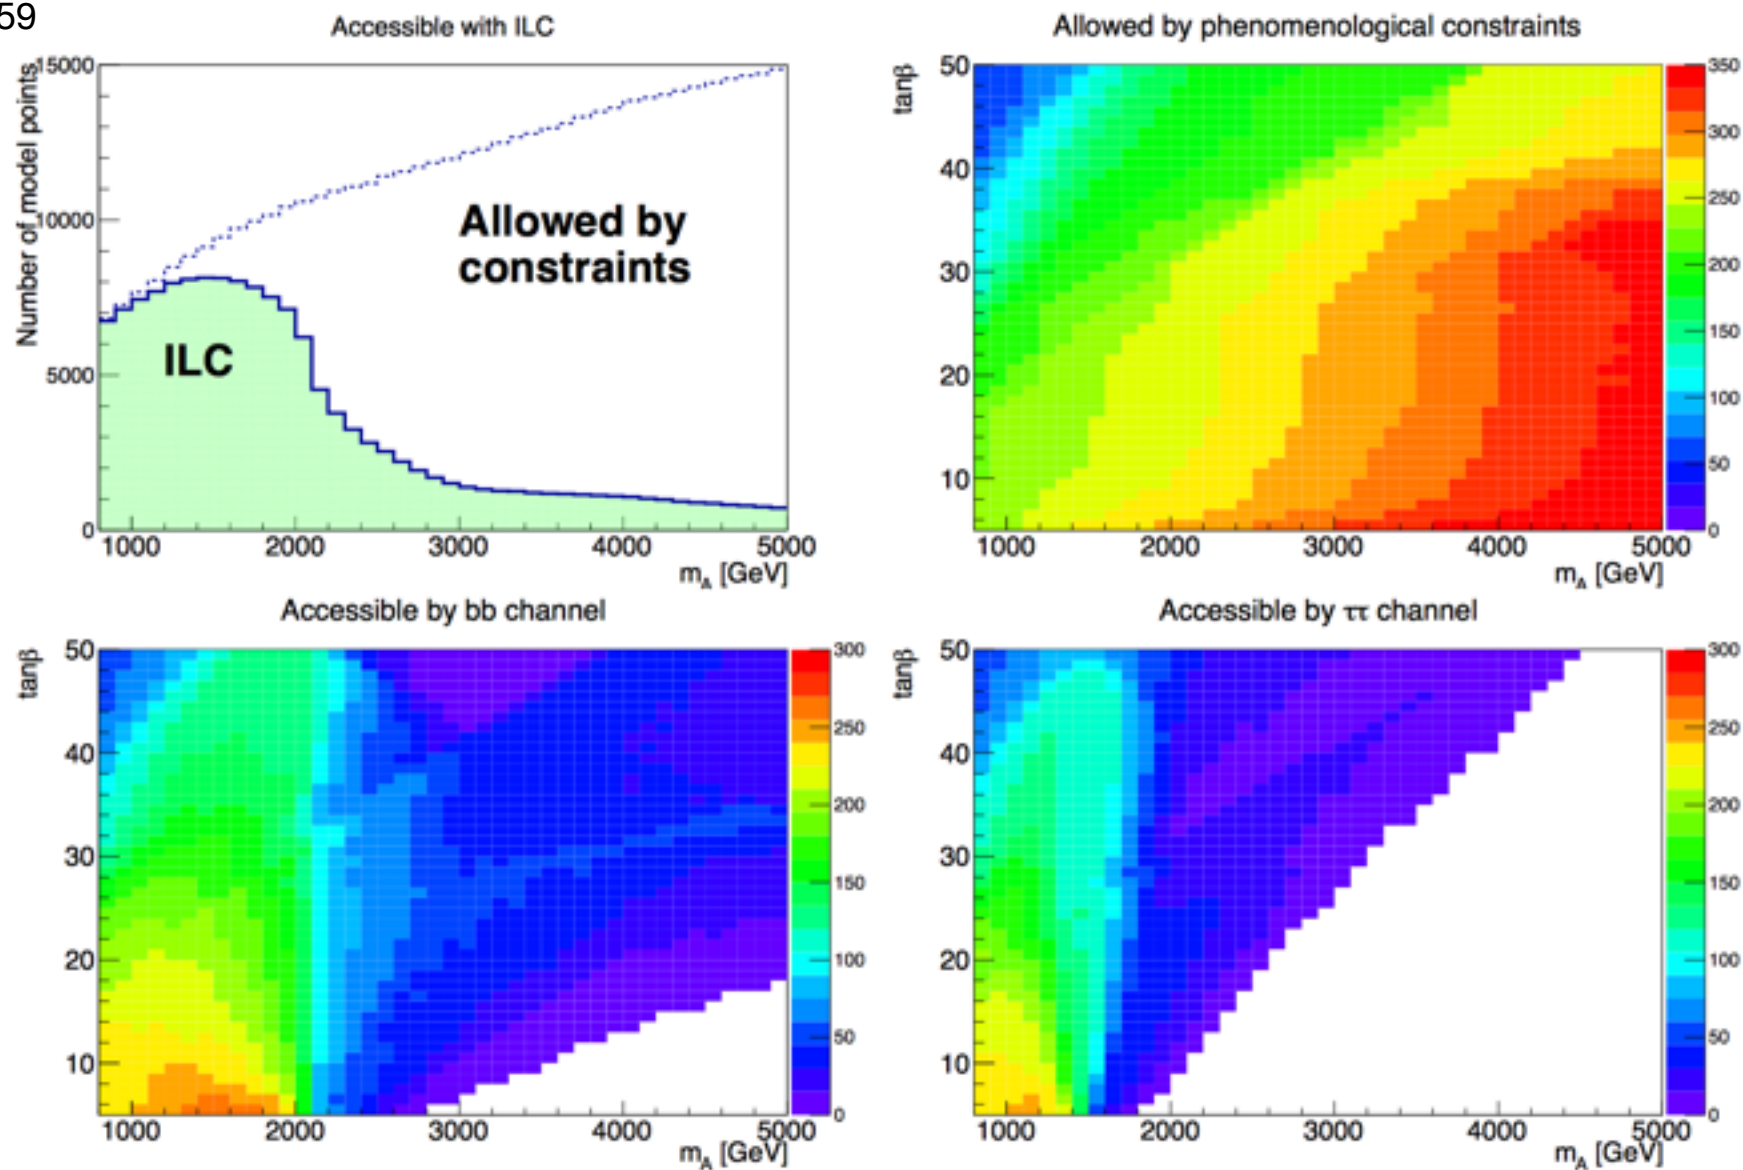 59
Accessible with ILC
Number of model points
15000
10000
5000
0
Allowed by
constraints
ILC
1000 2000 3000 4000 5000
m_A [GeV]
Allowed by phenomenological constraints
tanβ
50
40
30
20
10
350
300
250
200
150
100
50
0
1000 2000 3000 4000 5000
m_A [GeV]
Accessible by bb channel
tanβ
50
40
30
20
10
300
250
200
150
100
50
0
1000 2000 3000 4000 5000
m_A [GeV]
Accessible by ττ channel
tanβ
50
40
30
20
10
300
250
200
150
100
50
0
1000 2000 3000 4000 5000
m_A [GeV]